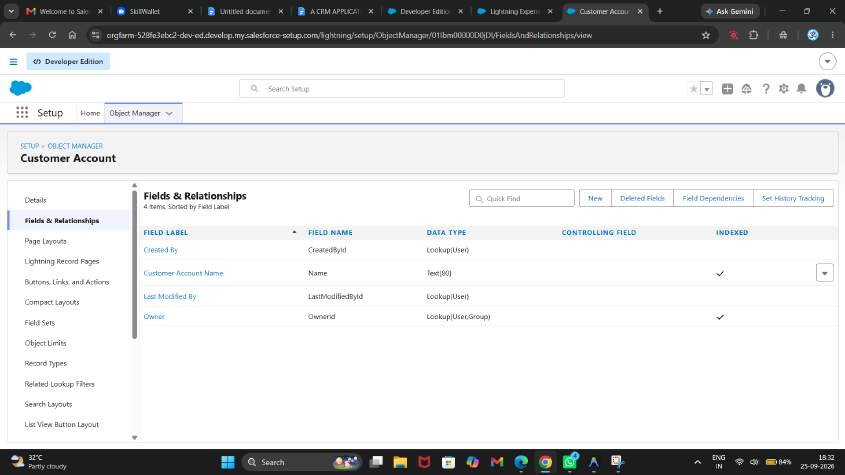 Welcome to Sales
SkillWallet
Untitled documen
A CRM APPLICAT
Developer Edition
Lightning Experie
Customer Accoun
Ask Gemini
orgfarm-528fe3ebc2-dev-ed.develop.my.salesforce-setup.com/lightning/setup/ObjectManager/01Ibm00000D0jDI/FieldsAndRelationships/view
</> Developer Edition
Search Setup
Setup
Home
Object Manager
SETUP > OBJECT MANAGER
Customer Account
Details
Fields & Relationships
Page Layouts
Lightning Record Pages
Buttons, Links, and Actions
Compact Layouts
Field Sets
Object Limits
Record Types
Related Lookup Filters
Search Layouts
List View Button Layout
Fields & Relationships
4 Items, Sorted by Field Label
Quick Find
New
Deleted Fields
Field Dependencies
Set History Tracking
FIELD LABEL FIELD NAME DATA TYPE CONTROLLING FIELD INDEXED
Created By CreatedById Lookup(User)
Customer Account Name Name Text(80)
Last Modified By LastModifiedById Lookup(User)
Owner OwnerId Lookup(User,Group)
32°C
Partly cloudy
Search
4
ENG
IN
84%
18:32
25-09-2026